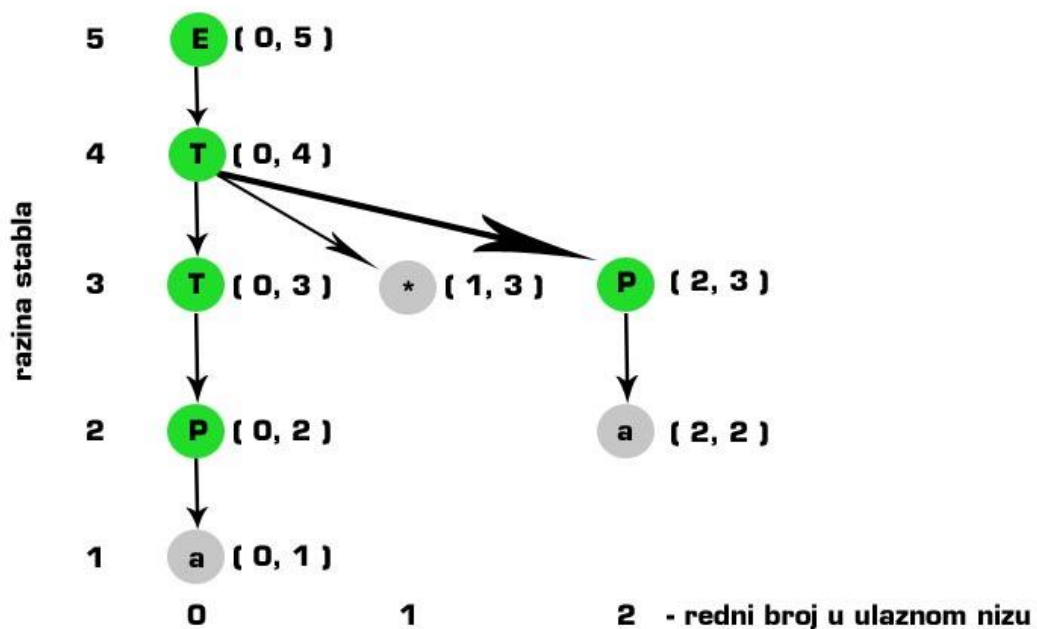 5 E ( 0, 5 )
4 T ( 0, 4 )
razina stabla
3 T ( 0, 3 ) * ( 1, 3 ) P ( 2, 3 )
2 P ( 0, 2 ) a ( 2, 2 )
1 a ( 0, 1 )
0 1 2 - redni broj u ulaznom nizu